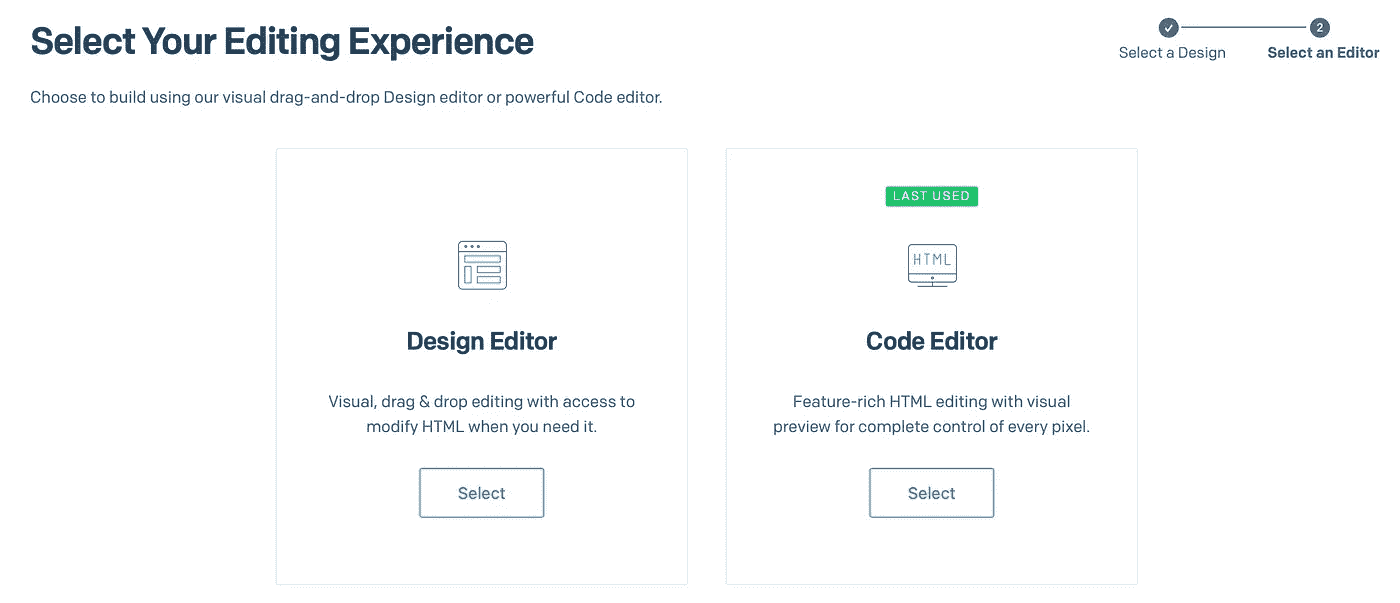 Select Your Editing Experience
2
Select a Design
Select an Editor
Choose to build using our visual drag-and-drop Design editor or powerful Code editor.
LAST USED
HTML
Design Editor
Code Editor
Visual, drag & drop editing with access to
modify HTML when you need it.
Feature-rich HTML editing with visual
preview for complete control of every pixel.
Select
Select